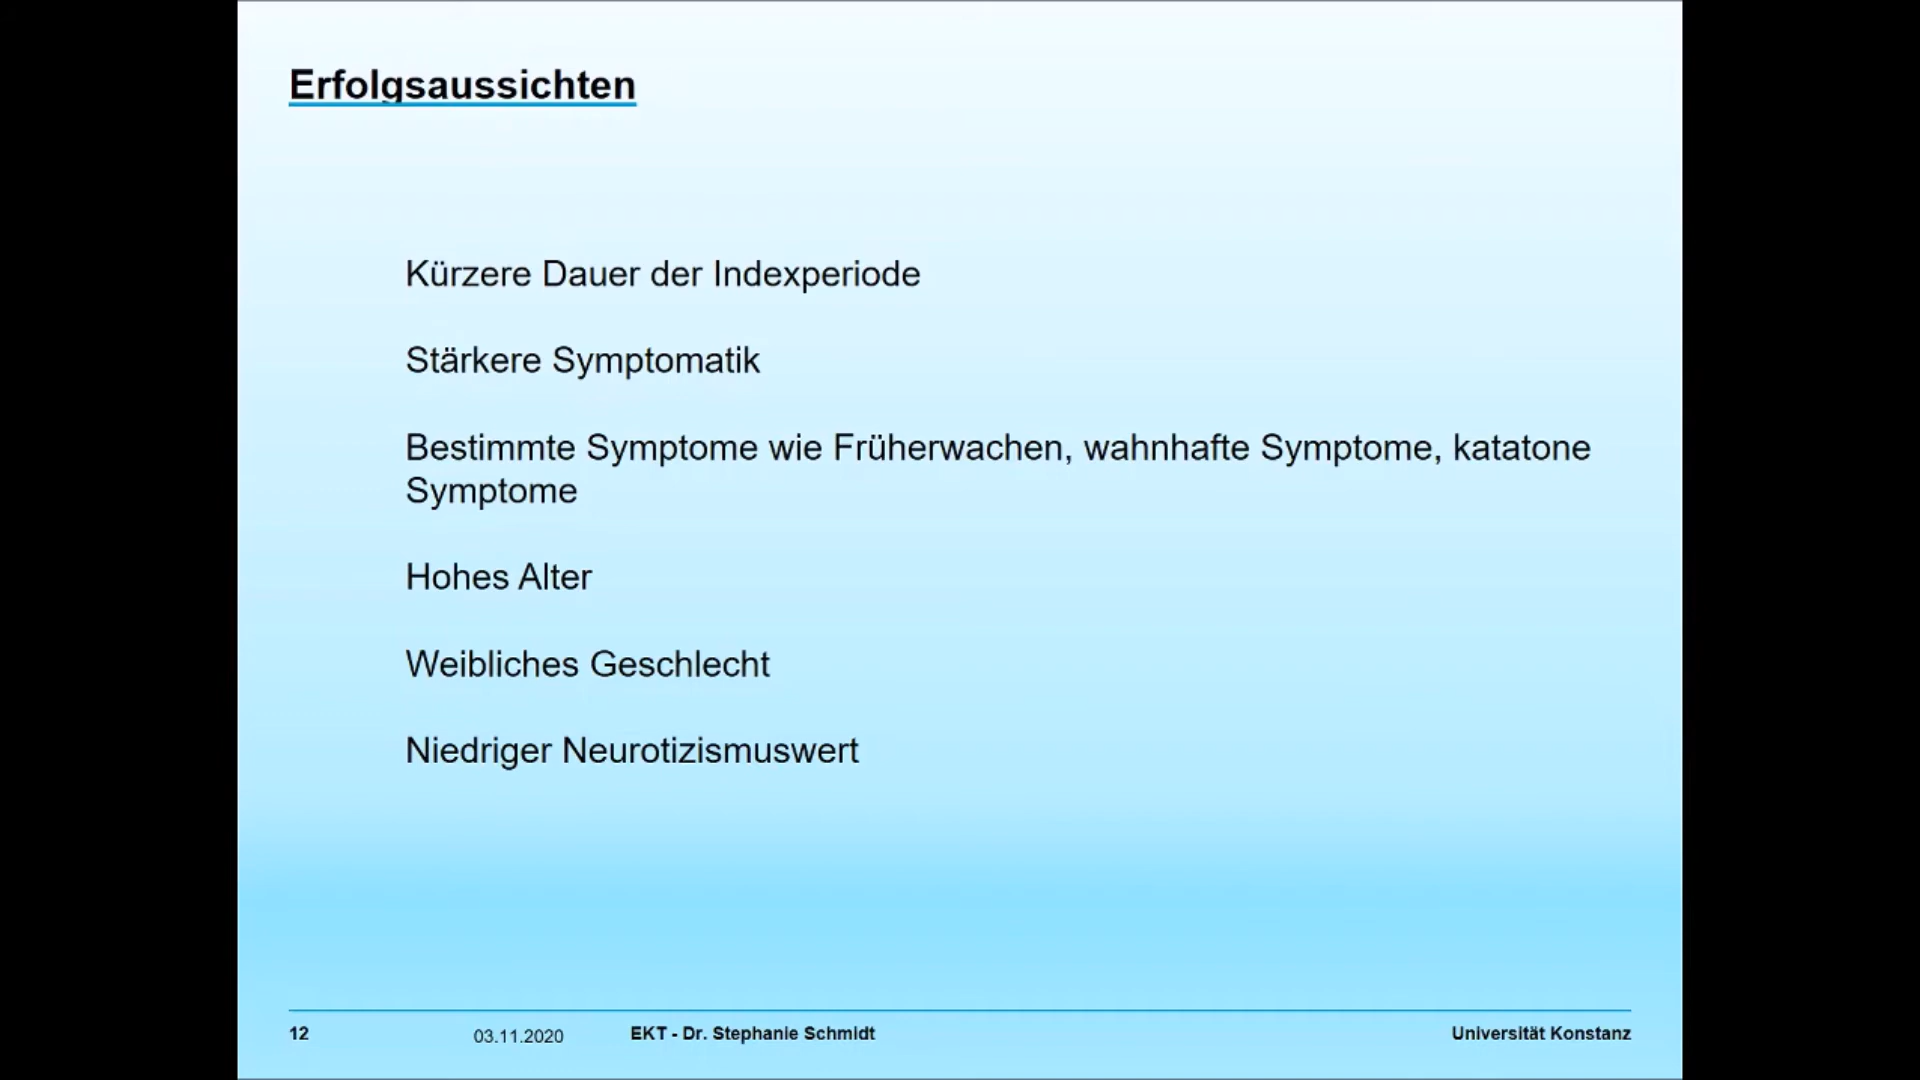 Erfolgsaussichten
Kürzere Dauer der Indexperiode
Stärkere Symptomatik
Bestimmte Symptome wie Früherwachen, wahnhafte Symptome, katatone
Symptome
Hohes Alter
Weibliches Geschlecht
Niedriger Neurotizismuswert
12 03.11.2020 EKT - Dr. Stephanie Schmidt Universität Konstanz